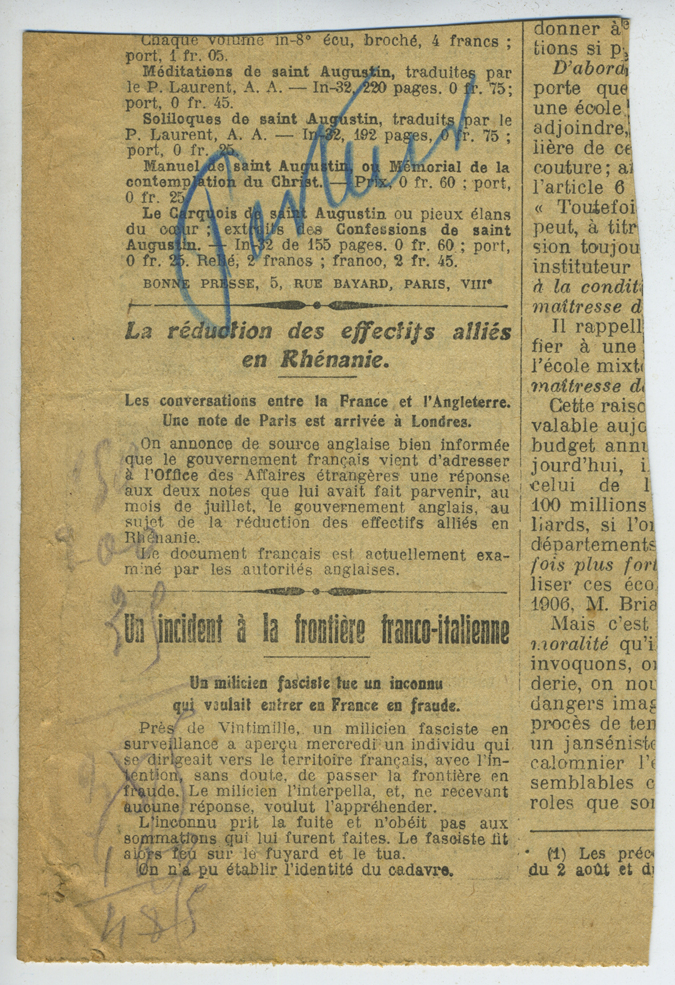 Chaque volume in-8° écu, broché, 4 francs ;
port, 1 fr. 05.
Méditations de saint Augustin, traduites par
le P. Laurent, A. A. — In-32, 220 pages. 0 fr. 75;
port, 0 fr. 45.
Soliloques de saint Augustin, traduits par le
P. Laurent, A. A. — In-32, 192 pages, 0 fr. 75 ;
port, 0 fr. 25.
Manuel de saint Augustin, ou Mémorial de la
contemplation du Christ. — Prix, 0 fr. 60 ; port,
0 fr. 25
Le Carquois de saint Augustin ou pieux élans
du cœur ; extraits des Confessions de saint
Augustin. — In-32 de 155 pages. 0 fr. 60 ; port,
0 fr. 25. Relié, 2 francs ; franco, 2 fr. 45.
BONNE PRESSE, 5, RUE BAYARD, PARIS, VIIIe
La réduction des effectifs alliés
en Rhénanie.
Les conversations entre la France et l'Angleterre.
Une note de Paris est arrivée à Londres.
On annonce de source anglaise bien informée
que le gouvernement français vient d'adresser
à l'Office des Affaires étrangères une réponse
aux deux notes que lui avait fait parvenir, au
mois de juillet, le gouvernement anglais, au
sujet de la réduction des effectifs alliés en
Rhénanie.
Le document français est actuellement exa-
miné par les autorités anglaises.
Un incident à la frontière franco-italienne
Un milicien fasciste tue un inconnu
qui voulait entrer en France en fraude.
Près de Vintimille, un milicien fasciste en
surveillance a aperçu mercredi un individu qui
se dirigeait vers le territoire français, avec l'in-
tention, sans doute, de passer la frontière en
fraude. Le milicien l'interpella, et, ne recevant
aucune réponse, voulut l'appréhender.
L'inconnu prit la fuite et n'obéit pas aux
sommations qui lui furent faites. Le fasciste fit
alors feu sur le fuyard et le tua.
On n'a pu établir l'identité du cadavre.
485
donner à
tions si p
D'abord
porte que
une école
adjoindre,
lière de ce
couture; a
l'article 6
« Toutefoi
peut, à titr
sion toujou
instituteur
à la condit
maîtresse d
Il rappell
fier à une
l'école mixt
maîtresse d
Cette raiso
valable aujo
budget annu
jourd'hui, i
celui de l
100 millions
liards, si l'o
départements
fois plus fort
liser ces éco
1906, M. Bria
Mais c'est
moralité qu'i
invoquons, o
derie, on nou
dangers imag
procès de ten
un janséniste
calomnier l'é
semblables c
roles que so
(1) Les préc
du 2 août et d